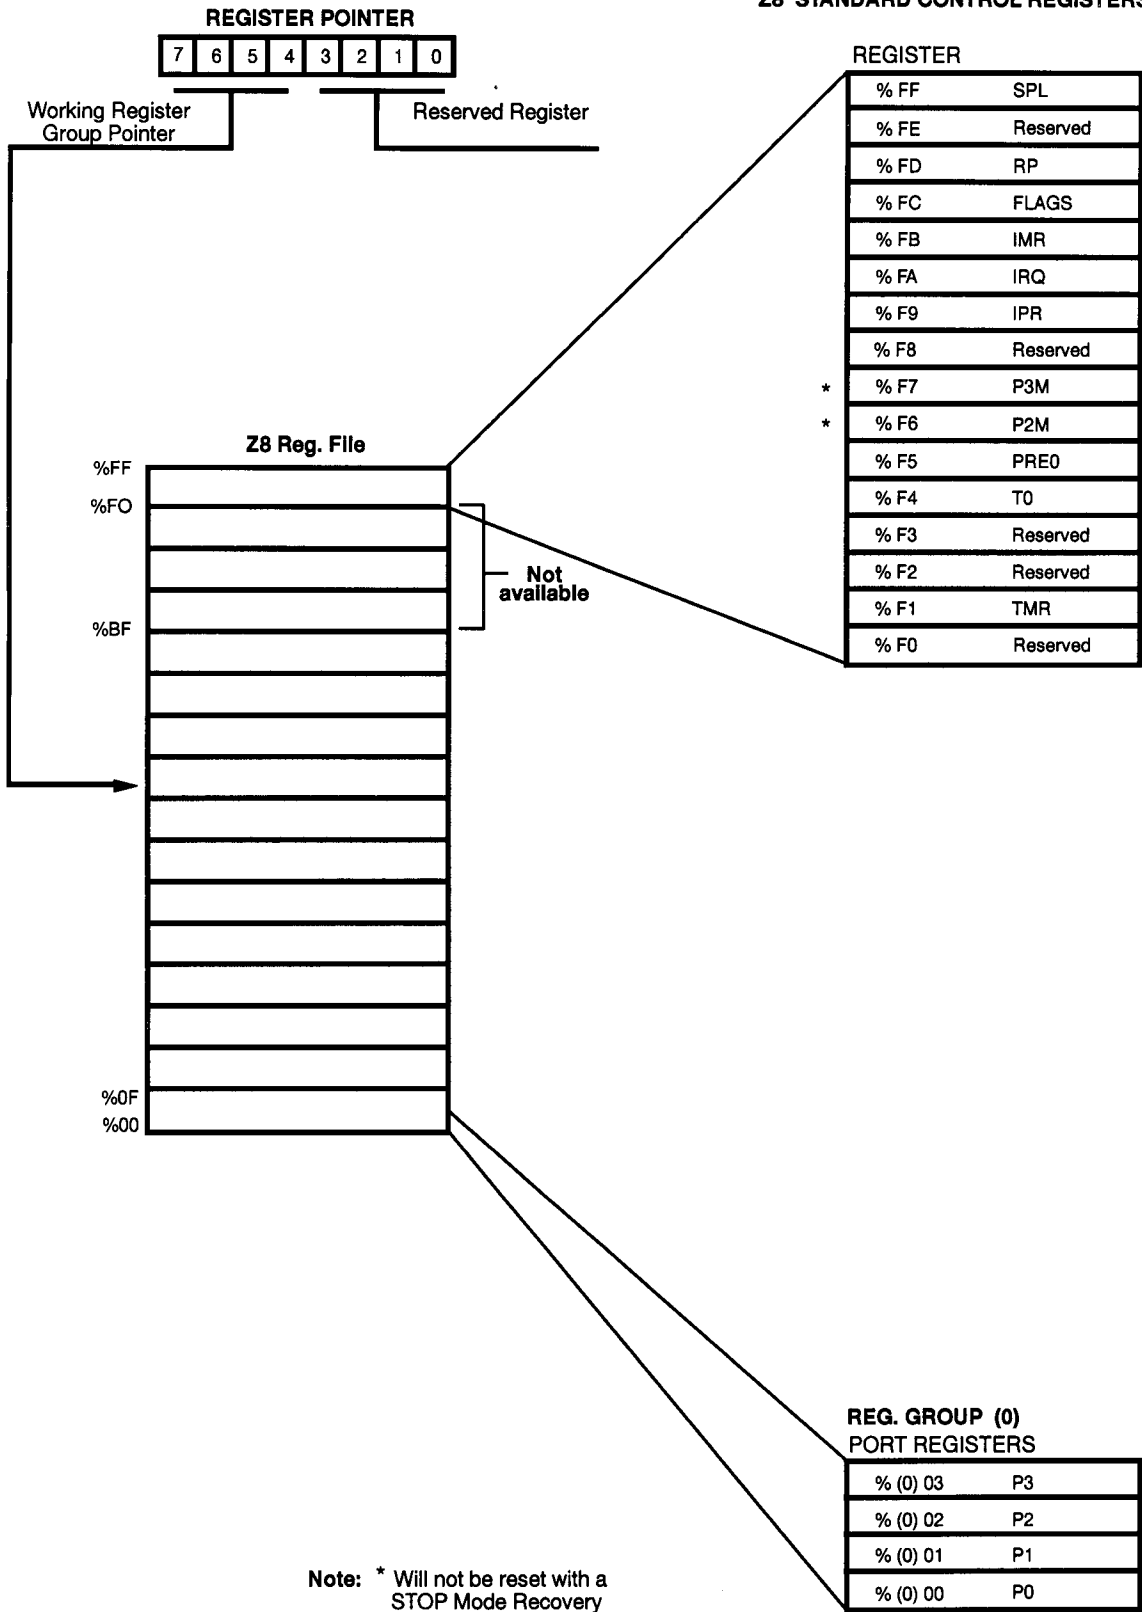 Z8 STANDARD CONTROL REGISTERS
REGISTER POINTER
7 6 5 4 3 2 1 0
Working Register
Group Pointer
Reserved Register
REGISTER
% FF SPL
% FE Reserved
% FD RP
% FC FLAGS
% FB IMR
% FA IRQ
% F9 IPR
% F8 Reserved
* % F7 P3M
* % F6 P2M
% F5 PRE0
% F4 T0
% F3 Reserved
% F2 Reserved
% F1 TMR
% F0 Reserved
Z8 Reg. File
%FF
%FO
Not
available
%BF
%0F
%00
REG. GROUP (0)
PORT REGISTERS
% (0) 03 P3
% (0) 02 P2
% (0) 01 P1
% (0) 00 P0
Note: * Will not be reset with a
STOP Mode Recovery